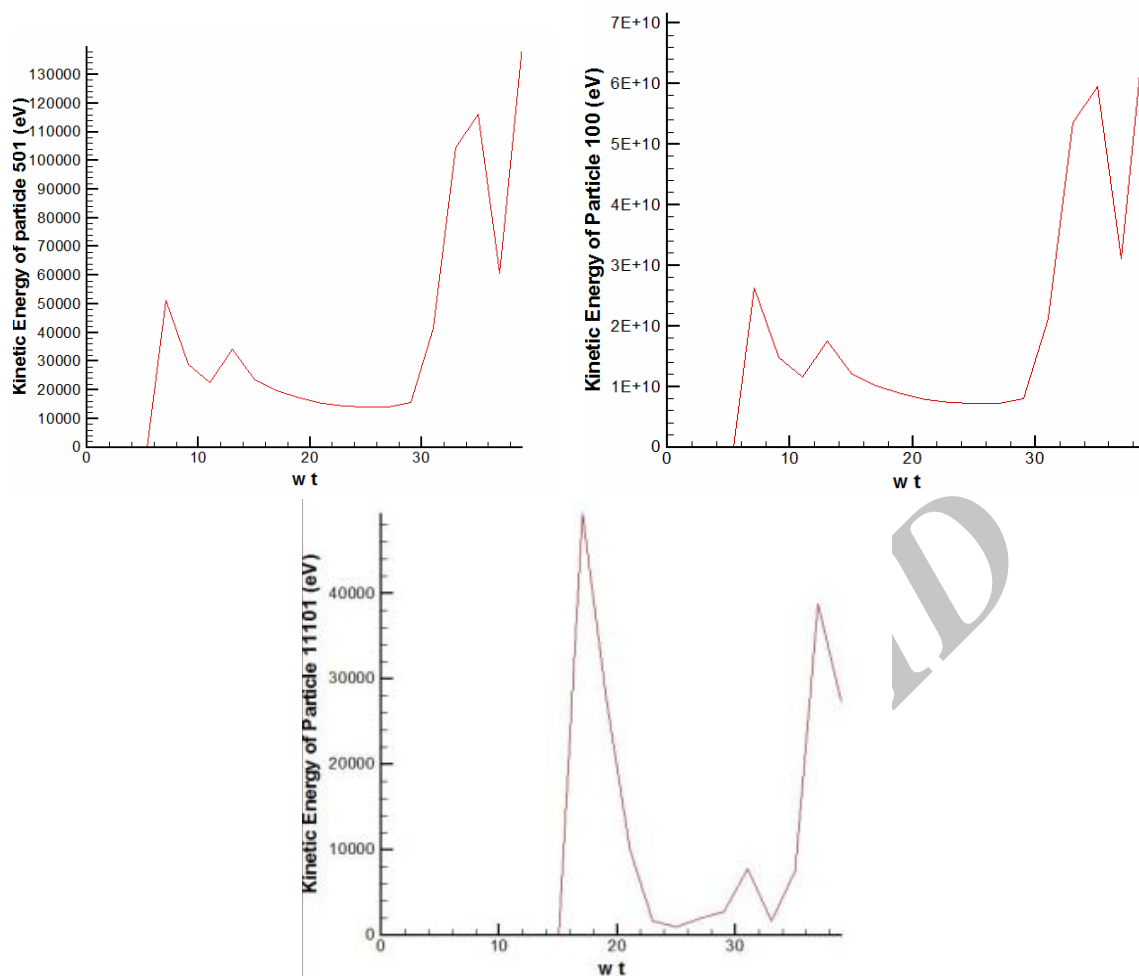 Kinetic Energy of particle 501 (eV)
130000
120000
110000
100000
90000
80000
70000
60000
50000
40000
30000
20000
10000
0
0 10 20 30
w t
Kinetic Energy of Particle 100 (eV)
7E+10
6E+10
5E+10
4E+10
3E+10
2E+10
1E+10
0
0 10 20 30
w t
Kinetic Energy of Particle 11101 (eV)
40000
30000
20000
10000
0
0 10 20 30
w t
D